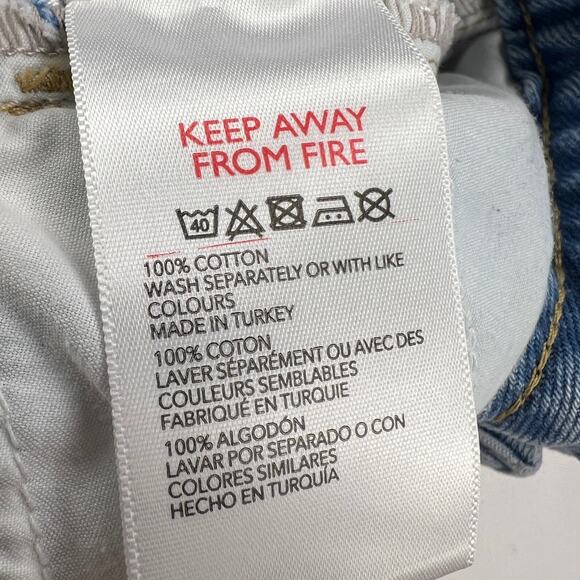 KEEP AWAY
FROM FIRE
40
100% COTTON
WASH SEPARATELY OR WITH LIKE
COLOURS
MADE IN TURKEY
100% COTON
LAVER SÉPARÉMENT OU AVEC DES
COULEURS SEMBLABLES
FABRIQUÉ EN TURQUIE
100% ALGODÓN
LAVAR POR SEPARADO O CON
COLORES SIMILARES
HECHO EN TURQUÍA